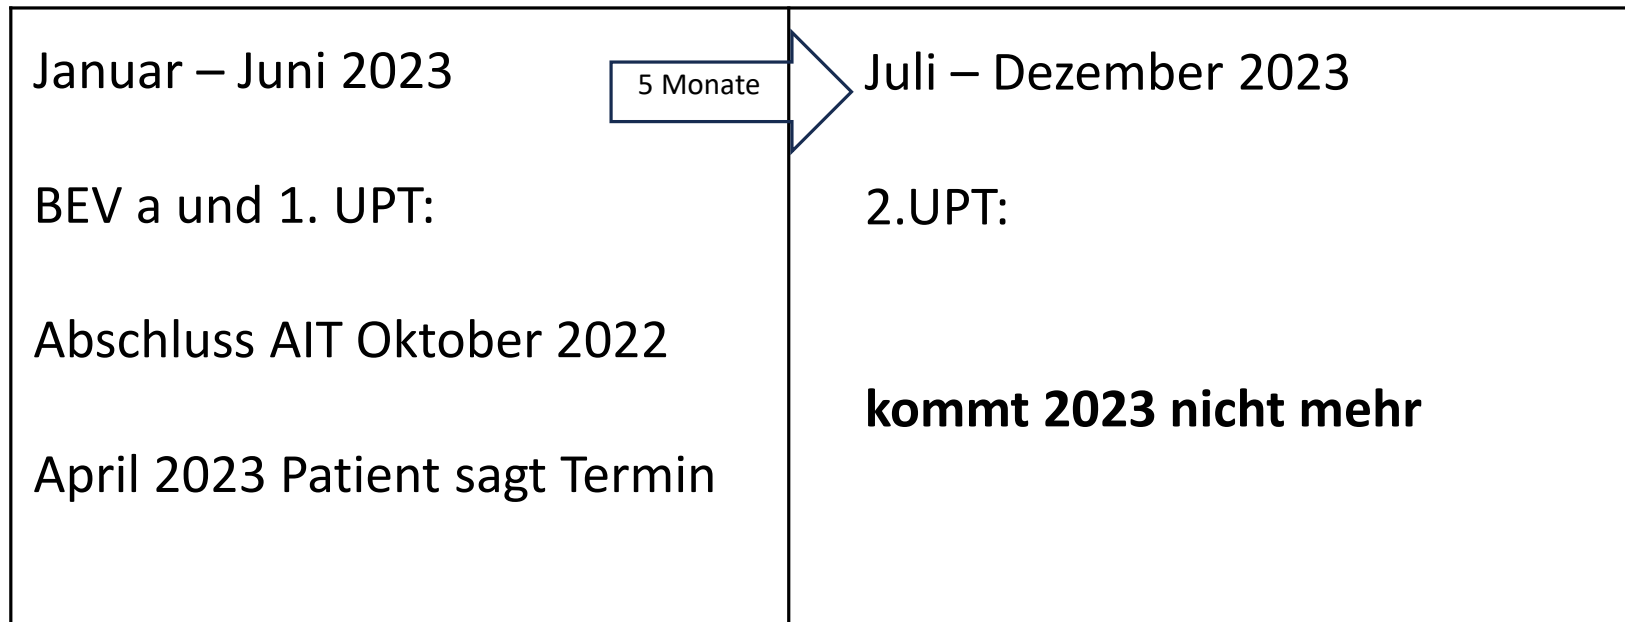 Januar – Juni 2023
5 Monate
BEV a und 1. UPT:
Abschluss AIT Oktober 2022
April 2023 Patient sagt Termin
Juli – Dezember 2023
2.UPT:
kommt 2023 nicht mehr